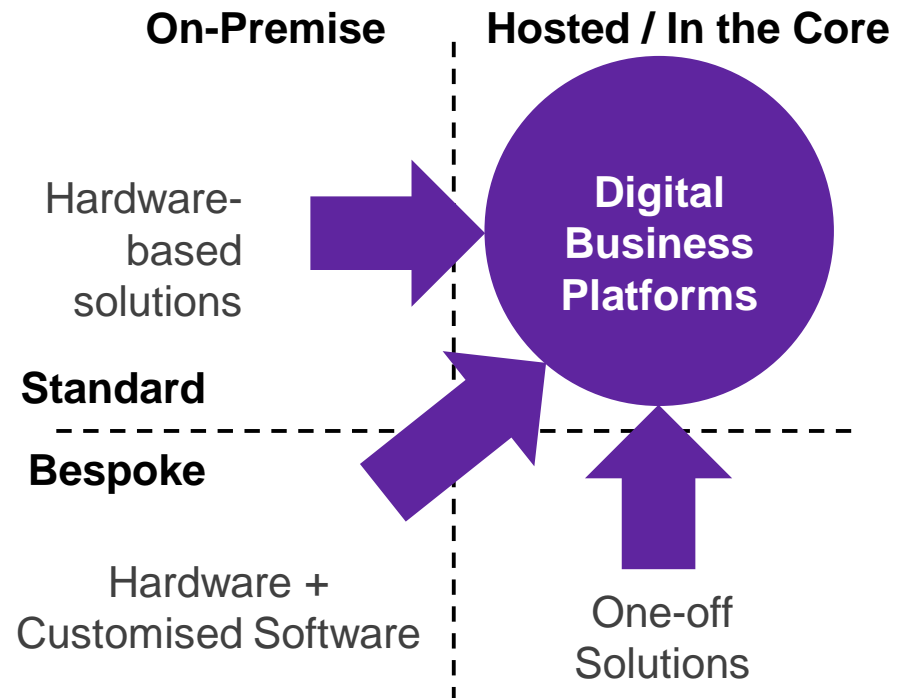 On-Premise
Hosted / In the Core
Hardware-
based
solutions
Digital
Business
Platforms
Standard
Bespoke
Hardware +
Customised Software
One-off
Solutions